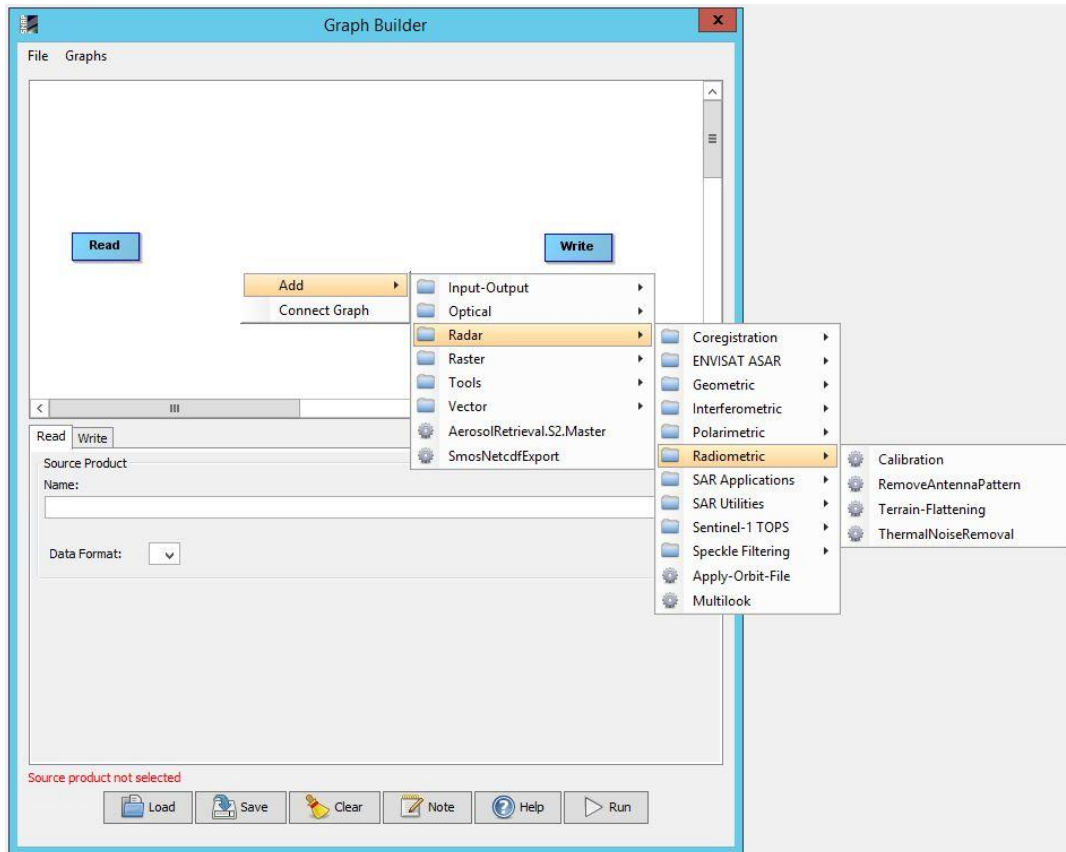 Graph Builder
x
File Graphs
Read
Write
Add
Connect Graph
Input-Output
Optical
Radar
Raster
Tools
Vector
AerosolRetrieval.S2.Master
SmosNetcdfExport
Coregistration
ENVISAT ASAR
Geometric
Interferometric
Polarimetric
Radiometric
SAR Applications
SAR Utilities
Sentinel-1 TOPS
Speckle Filtering
Apply-Orbit-File
Multilook
Calibration
RemoveAntennaPattern
Terrain-Flattening
ThermalNoiseRemoval
Read Write
Source Product
Name:
Data Format:
Source product not selected
Load Save Clear Note Help Run